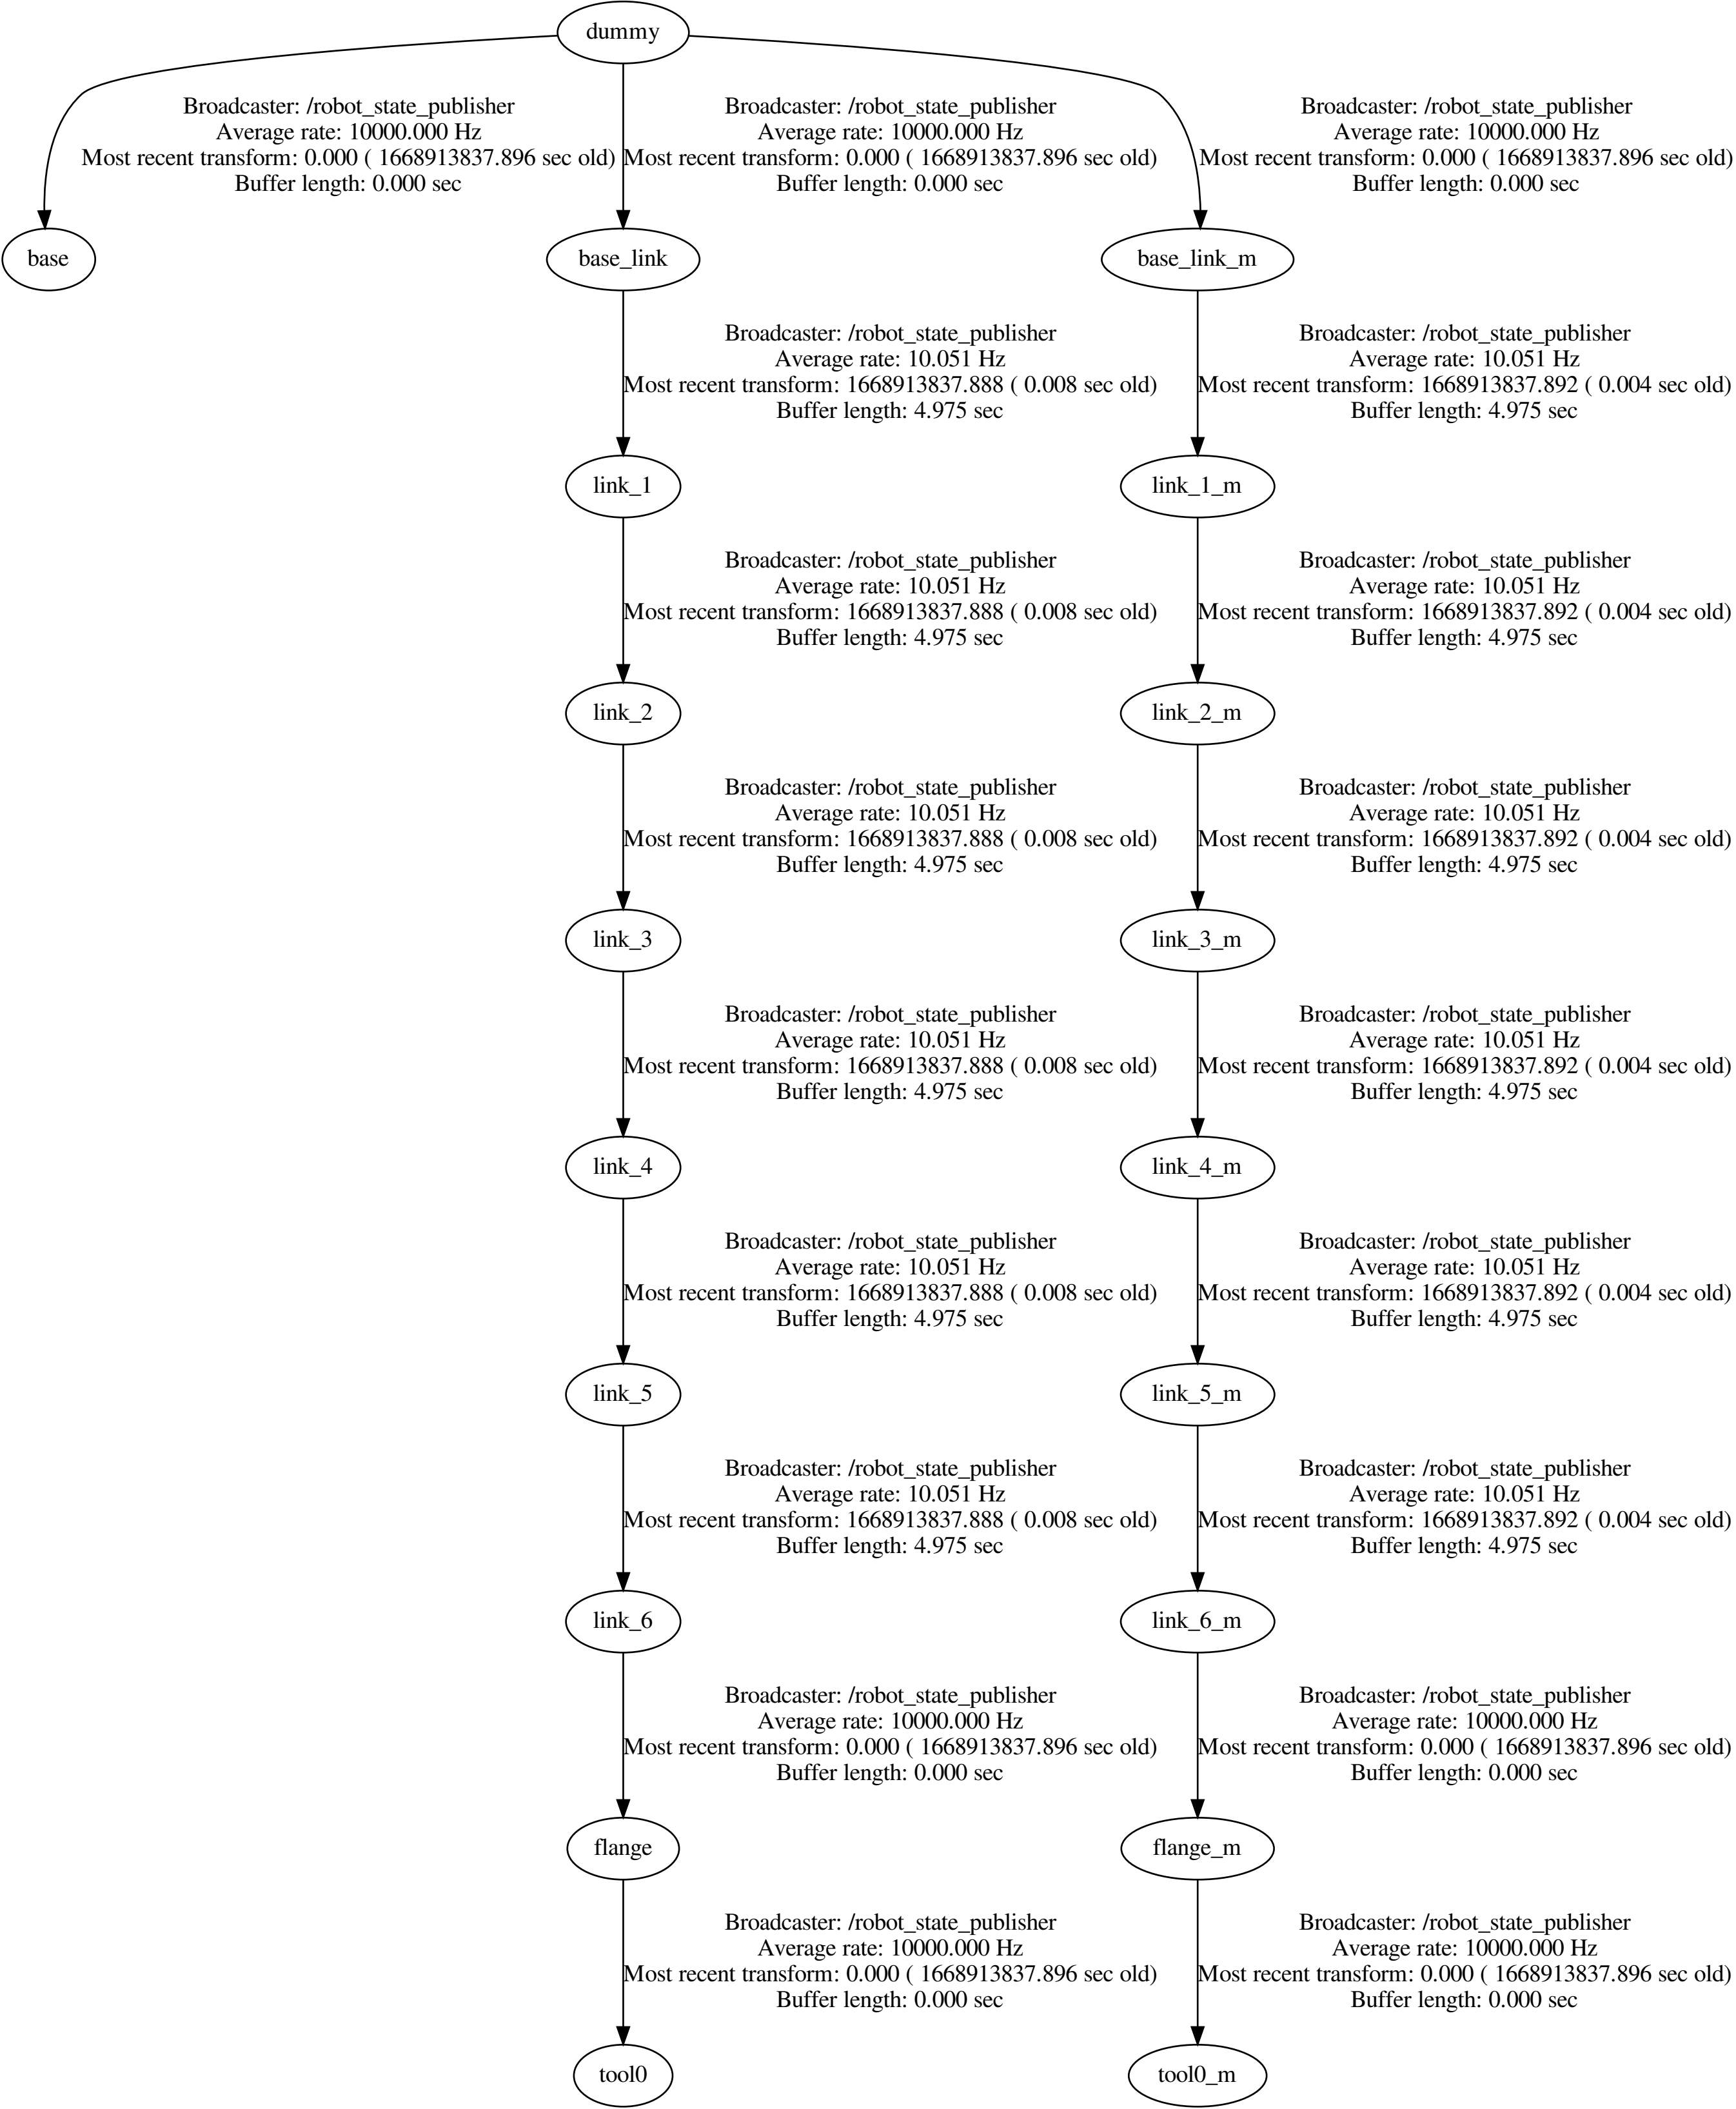 dummy
Broadcaster: /robot_state_publisher
Average rate: 10000.000 Hz
Most recent transform: 0.000 ( 1668913837.896 sec old)
Buffer length: 0.000 sec
Broadcaster: /robot_state_publisher
Average rate: 10000.000 Hz
Most recent transform: 0.000 ( 1668913837.896 sec old)
Buffer length: 0.000 sec
Broadcaster: /robot_state_publisher
Average rate: 10000.000 Hz
Most recent transform: 0.000 ( 1668913837.896 sec old)
Buffer length: 0.000 sec
base
base_link
base_link_m
Broadcaster: /robot_state_publisher
Average rate: 10.051 Hz
Most recent transform: 1668913837.888 ( 0.008 sec old)
Buffer length: 4.975 sec
Broadcaster: /robot_state_publisher
Average rate: 10.051 Hz
Most recent transform: 1668913837.892 ( 0.004 sec old)
Buffer length: 4.975 sec
link_1
link_1_m
Broadcaster: /robot_state_publisher
Average rate: 10.051 Hz
Most recent transform: 1668913837.888 ( 0.008 sec old)
Buffer length: 4.975 sec
Broadcaster: /robot_state_publisher
Average rate: 10.051 Hz
Most recent transform: 1668913837.892 ( 0.004 sec old)
Buffer length: 4.975 sec
link_2
link_2_m
Broadcaster: /robot_state_publisher
Average rate: 10.051 Hz
Most recent transform: 1668913837.888 ( 0.008 sec old)
Buffer length: 4.975 sec
Broadcaster: /robot_state_publisher
Average rate: 10.051 Hz
Most recent transform: 1668913837.892 ( 0.004 sec old)
Buffer length: 4.975 sec
link_3
link_3_m
Broadcaster: /robot_state_publisher
Average rate: 10.051 Hz
Most recent transform: 1668913837.888 ( 0.008 sec old)
Buffer length: 4.975 sec
Broadcaster: /robot_state_publisher
Average rate: 10.051 Hz
Most recent transform: 1668913837.892 ( 0.004 sec old)
Buffer length: 4.975 sec
link_4
link_4_m
Broadcaster: /robot_state_publisher
Average rate: 10.051 Hz
Most recent transform: 1668913837.888 ( 0.008 sec old)
Buffer length: 4.975 sec
Broadcaster: /robot_state_publisher
Average rate: 10.051 Hz
Most recent transform: 1668913837.892 ( 0.004 sec old)
Buffer length: 4.975 sec
link_5
link_5_m
Broadcaster: /robot_state_publisher
Average rate: 10.051 Hz
Most recent transform: 1668913837.888 ( 0.008 sec old)
Buffer length: 4.975 sec
Broadcaster: /robot_state_publisher
Average rate: 10.051 Hz
Most recent transform: 1668913837.892 ( 0.004 sec old)
Buffer length: 4.975 sec
link_6
link_6_m
Broadcaster: /robot_state_publisher
Average rate: 10000.000 Hz
Most recent transform: 0.000 ( 1668913837.896 sec old)
Buffer length: 0.000 sec
Broadcaster: /robot_state_publisher
Average rate: 10000.000 Hz
Most recent transform: 0.000 ( 1668913837.896 sec old)
Buffer length: 0.000 sec
flange
flange_m
Broadcaster: /robot_state_publisher
Average rate: 10000.000 Hz
Most recent transform: 0.000 ( 1668913837.896 sec old)
Buffer length: 0.000 sec
Broadcaster: /robot_state_publisher
Average rate: 10000.000 Hz
Most recent transform: 0.000 ( 1668913837.896 sec old)
Buffer length: 0.000 sec
tool0
tool0_m